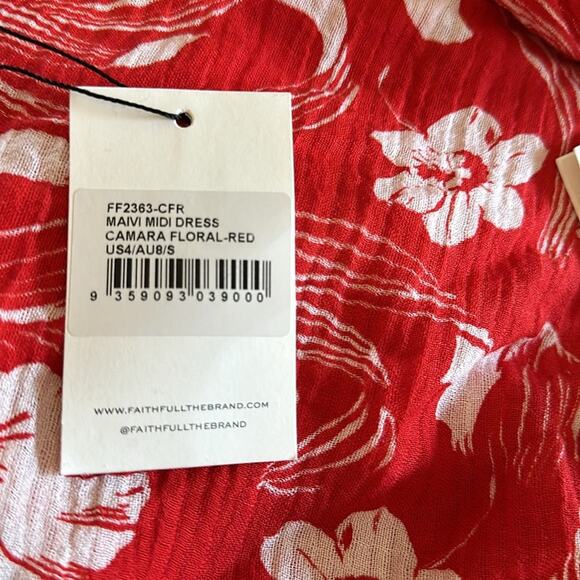 FF2363-CFR
MAIVI MIDI DRESS
CAMARA FLORAL-RED
US4/AU8/S
9 359093 039000
WWW.FAITHFULLTHEBRAND.COM
@FAITHFULLTHEBRAND